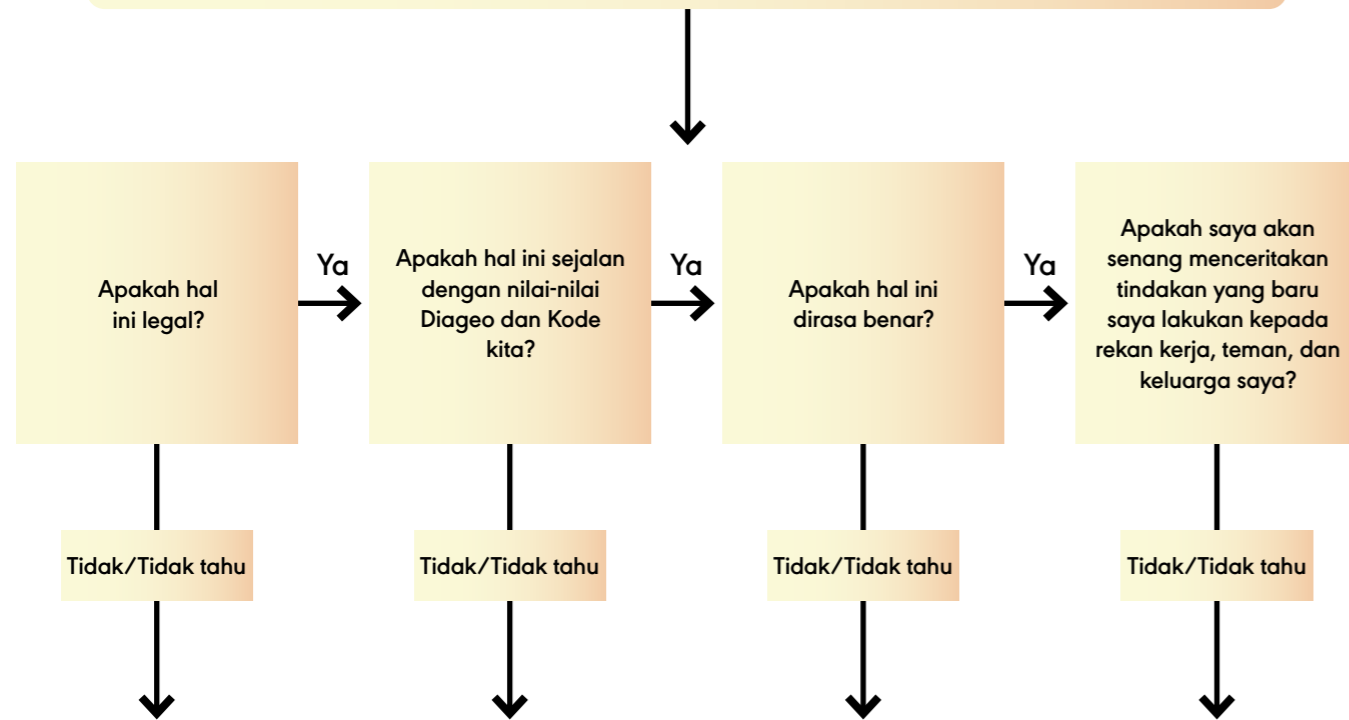 Apakah hal
ini legal?
Ya
Apakah hal ini sejalan
dengan nilai-nilai
Diageo dan Kode
kita?
Ya
Apakah hal ini
dirasa benar?
Ya
Apakah saya akan
senang menceritakan
tindakan yang baru
saya lakukan kepada
rekan kerja, teman, dan
keluarga saya?
Tidak/Tidak tahu
Tidak/Tidak tahu
Tidak/Tidak tahu
Tidak/Tidak tahu